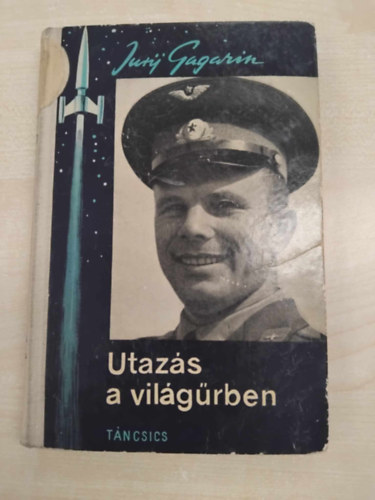 Jurij Gagarin
Utazás
a világűrben
TÁNCSICS